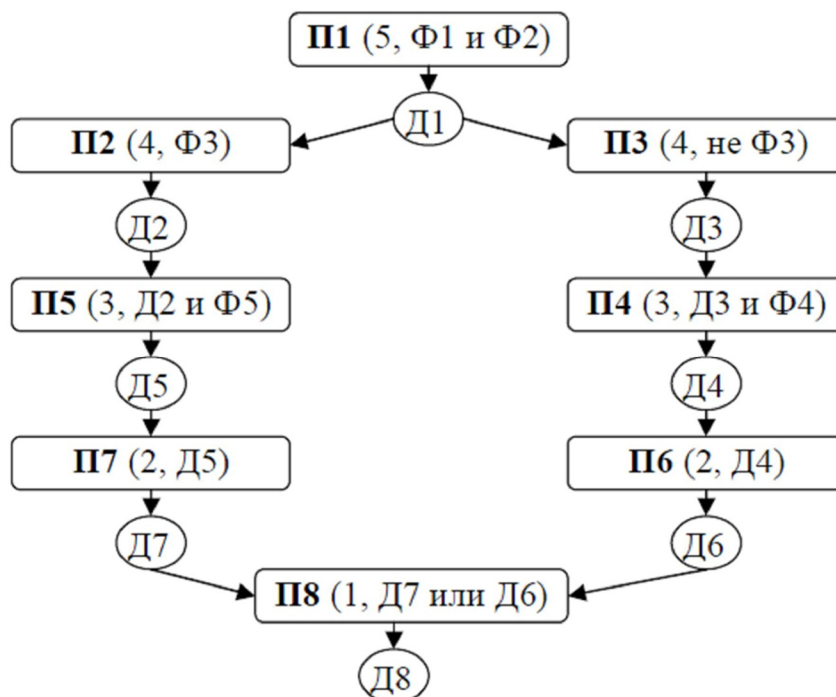 П1 (5, Ф1 и Ф2)
Д1
П2 (4, Ф3)
П3 (4, не Ф3)
Д2
Д3
П5 (3, Д2 и Ф5)
П4 (3, Д3 и Ф4)
Д5
Д4
П7 (2, Д5)
П6 (2, Д4)
Д7
Д6
П8 (1, Д7 или Д6)
Д8